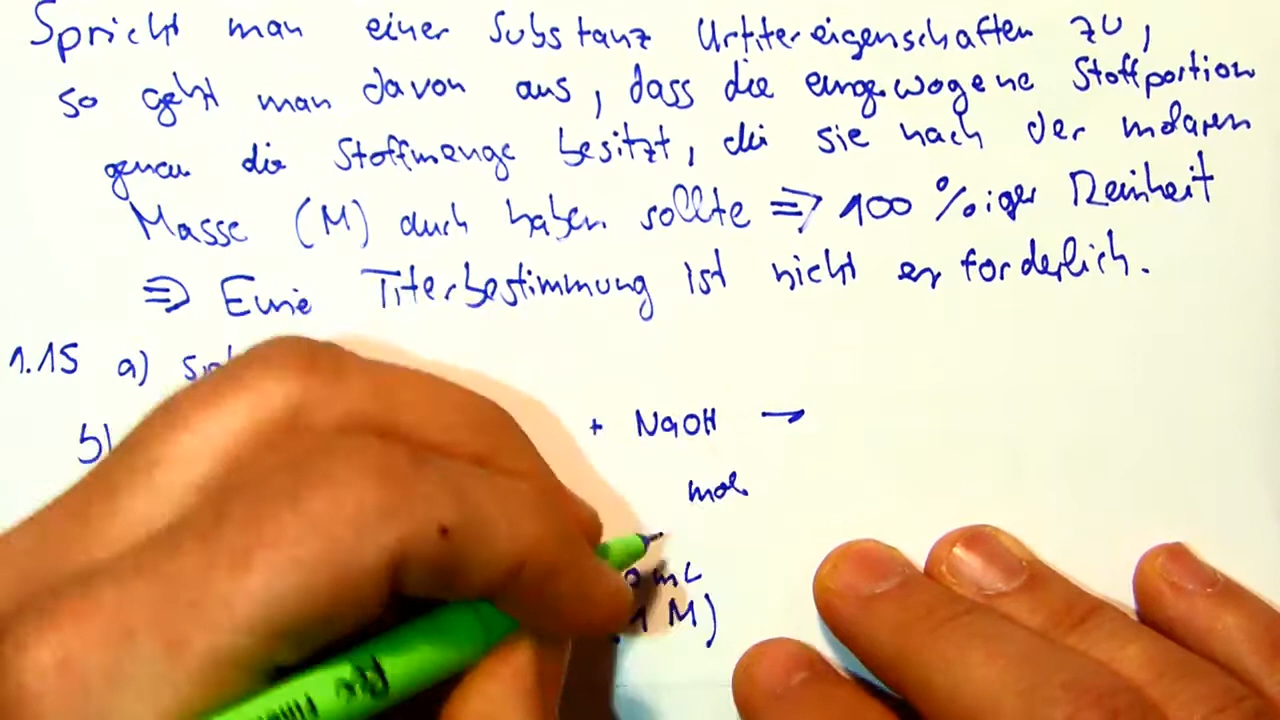 Spricht man einer Substanz Urtitereigenschaften zu,
so geht man davon aus, dass die eingewogene Stoffportion
genau die Stoffmenge besitzt, die sie nach der molaren
Masse (M) auch haben sollte ⇒ 100 %iger Reinheit
⇒ Eine Titerbestimmung ist nicht erforderlich.
1.15 a)
b) + NaOH →
mol
mL
1 M)